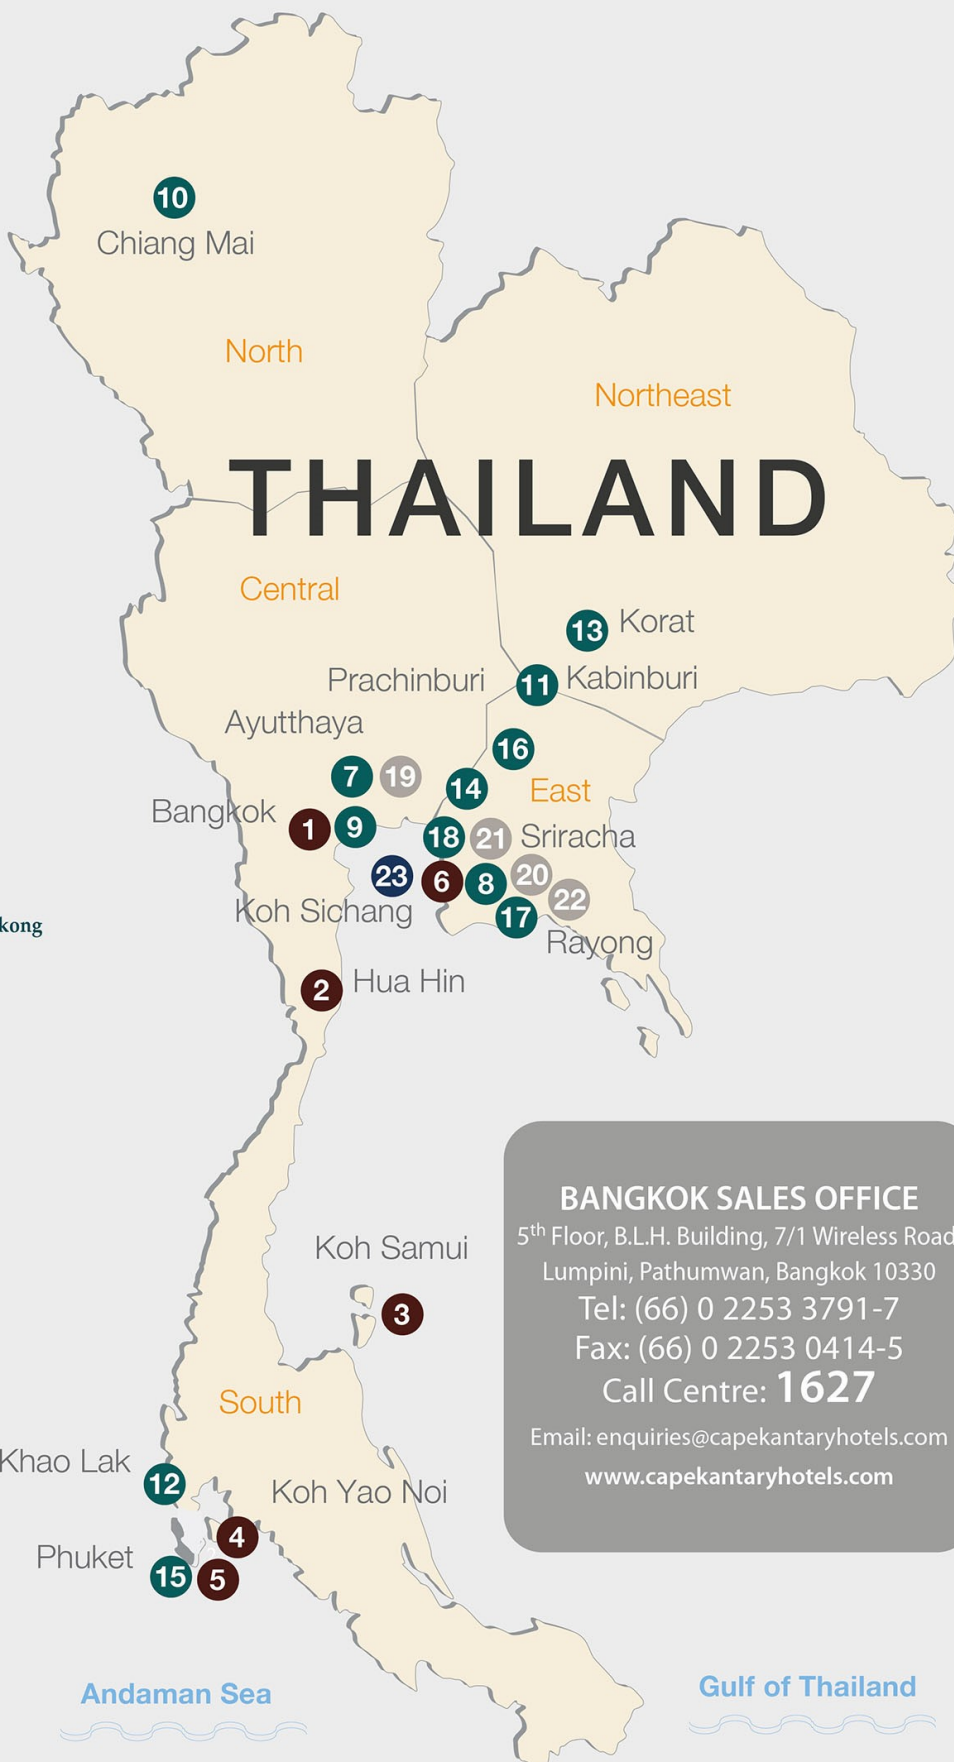 10
Chiang Mai
North
Northeast
THAILAND
Central
13 Korat
Prachinburi 11 Kabinburi
Ayutthaya
16
7 19 14 East
Bangkok 1 9 18 21 Sriracha
23 6 8 20
22
Koh Sichang 17
kong
Rayong
2 Hua Hin
BANGKOK SALES OFFICE
5th Floor, B.L.H. Building, 7/1 Wireless Road
Lumpini, Pathumwan, Bangkok 10330
Tel: (66) 0 2253 3791-7
Fax: (66) 0 2253 0414-5
Call Centre: 1627
Email: enquiries@capekantaryhotels.com
www.capekantaryhotels.com
Koh Samui
3
South
Khao Lak 12
Koh Yao Noi
4
Phuket
15 5
Andaman Sea
Gulf of Thailand